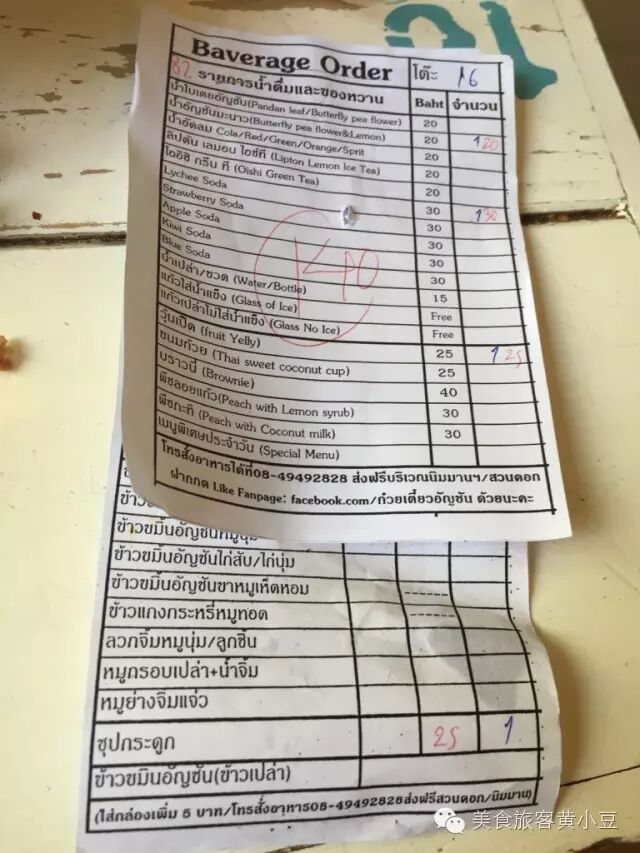 Baverage Order
โต๊ะ 16
82 รายการน้ำดื่มและของหวาน
Baht จำนวน
น้ำใบเตยอัญชัน(Pandan leaf/Butterfly pea flower) 20
น้ำอัญชันมะนาว(Butterfly pea flower&Lemon) 20 1 20
น้ำอัดลม Cola/Red/Green/Orange/Sprit 20
ลิปตัน เลมอน ไอซ์ที (Lipton Lemon Ice Tea) 20
โออิชิ กรีน ที (Oishi Green Tea) 20
Lychee Soda 30 1 30
Strawberry Soda 30
Apple Soda 30
Kiwi Soda 30
Blue Soda 30
น้ำเปล่า/ขวด (Water/Bottle) 15
แก้วใส่น้ำแข็ง (Glass of Ice) Free
แก้วเปล่าไม่ใส่น้ำแข็ง (Glass No Ice) Free
วุ้นเป็ด (fruit Yelly) 25 1 25
ขนมถ้วย (Thai sweet coconut cup) 25
บราวนี่ (Brownie) 40
พีชลอยแก้ว(Peach with Lemon syrub) 30
พีชกะทิ (Peach with Coconut milk) 30
เมนูพิเศษประจำวัน (Special Menu)
โทรสั่งอาหารได้ที่08-49492828 ส่งฟรีบริเวณนิมมานฯ/สวนดอก
ฝากกด Like Fanpage: facebook.com/ก๋วยเตี๋ยวอัญชัน ด้วยนะคะ
ข้าวขมิ้นอัญชันหมูนุ่ม
ข้าวขมิ้นอัญชันไก่สับ/ไก่นุ่ม
ข้าวขมิ้นอัญชันขาหมูเห็ดหอม
ข้าวแกงกระหรี่หมูทอด
ลวกจิ้มหมูนุ่ม/ลูกชิ้น
หมูกรอบเปล่า+น้ำจิ้ม
หมูย่างจิ้มแจ่ว
ซุปกระดูก 25 1
ข้าวขมิ้นอัญชัน(ข้าวเปล่า)
(ใส่กล่องเพิ่ม 5 บาท/โทรสั่งอาหาร08-49492828ส่งฟรีสวนดอก/นิมมาน)
美食旅客黄小豆